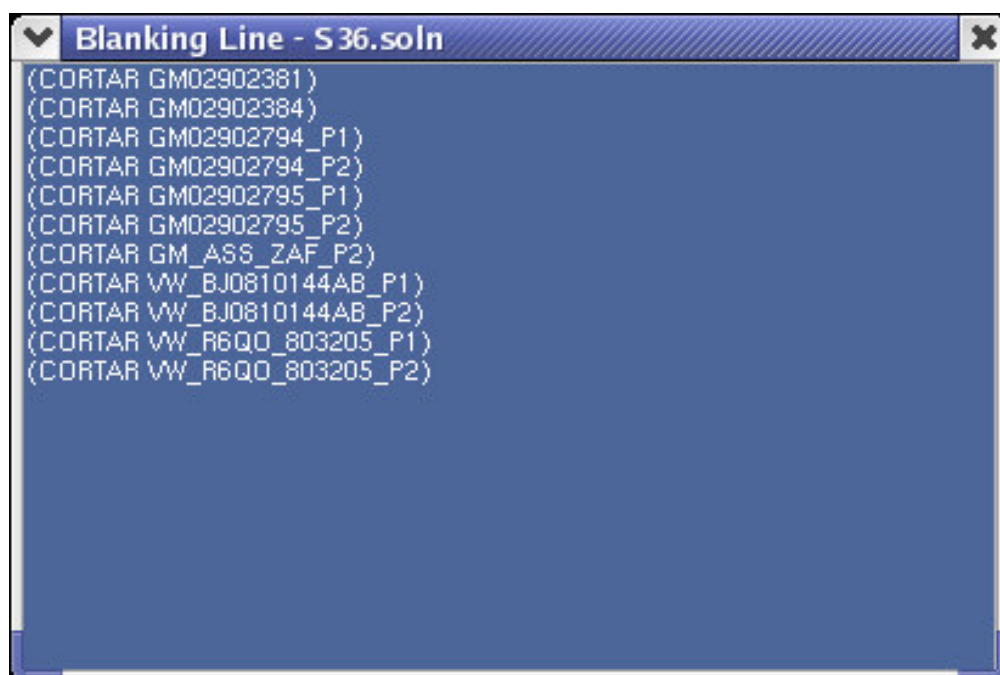 Blanking Line - S36.soln
(CORTAR GM02902381)
(CORTAR GM02902384)
(CORTAR GM02902794_P1)
(CORTAR GM02902794_P2)
(CORTAR GM02902795_P1)
(CORTAR GM02902795_P2)
(CORTAR GM_ASS_ZAF_P2)
(CORTAR VW_BJ0810144AB_P1)
(CORTAR VW_BJ0810144AB_P2)
(CORTAR VW_R6QO_803205_P1)
(CORTAR VW_R6QO_803205_P2)